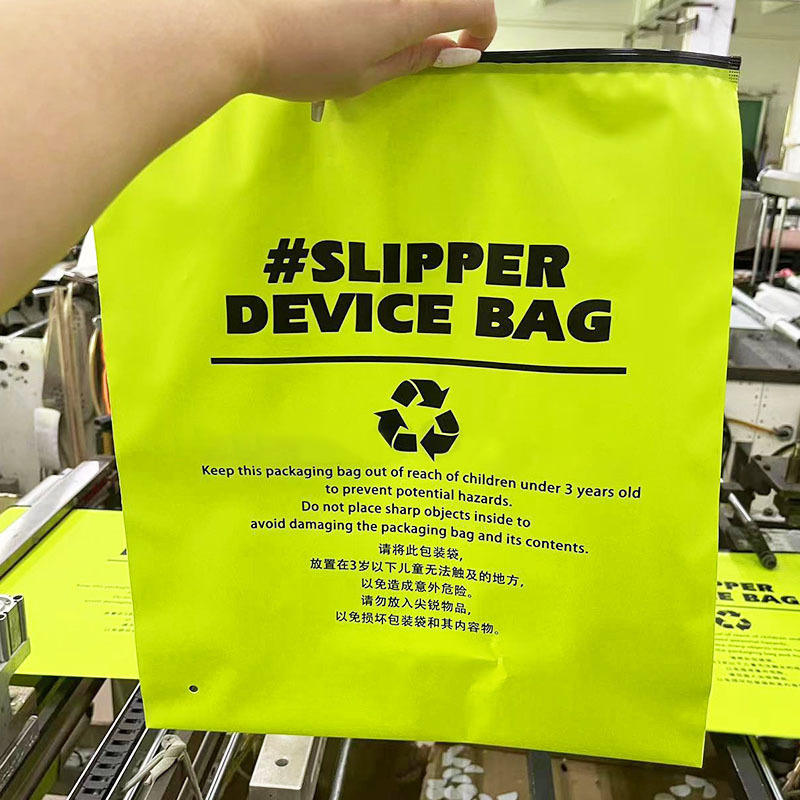 #SLIPPER
DEVICE BAG
Keep this packaging bag out of reach of children under 3 years old
to prevent potential hazards.
Do not place sharp objects inside to
avoid damaging the packaging bag and its contents.
请将此包装袋,
放置在3岁以下儿童无法触及的地方,
以免造成意外危险。
请勿放入尖锐物品,
以免损坏包装袋和其内容物。
PPER
E BAG